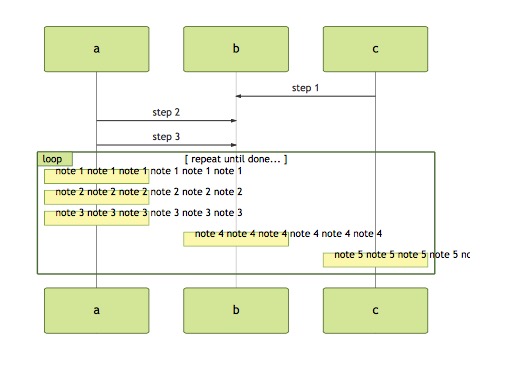 a
b
c
step 1
step 2
step 3
loop
[ repeat until done... ]
note 1 note 1 note 1 note 1 note 1 note 1
note 2 note 2 note 2 note 2 note 2 note 2
note 3 note 3 note 3 note 3 note 3 note 3
note 4 note 4 note 4 note 4 note 4 note 4
note 5 note 5 note 5 note 5
a
b
c